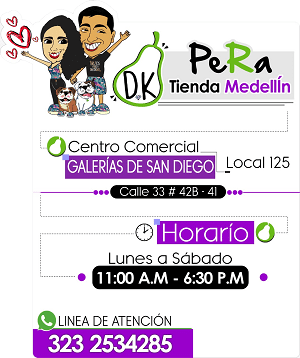 D.K
PeRa
Tienda Medellín
Centro Comercial
GALERÍAS DE SAN DIEGO
Local 125
Calle 33 # 42B - 41
Horarío
Lunes a Sábado
11:00 A.M - 6:30 P.M
LINEA DE ATENCIÓN
323 2534285